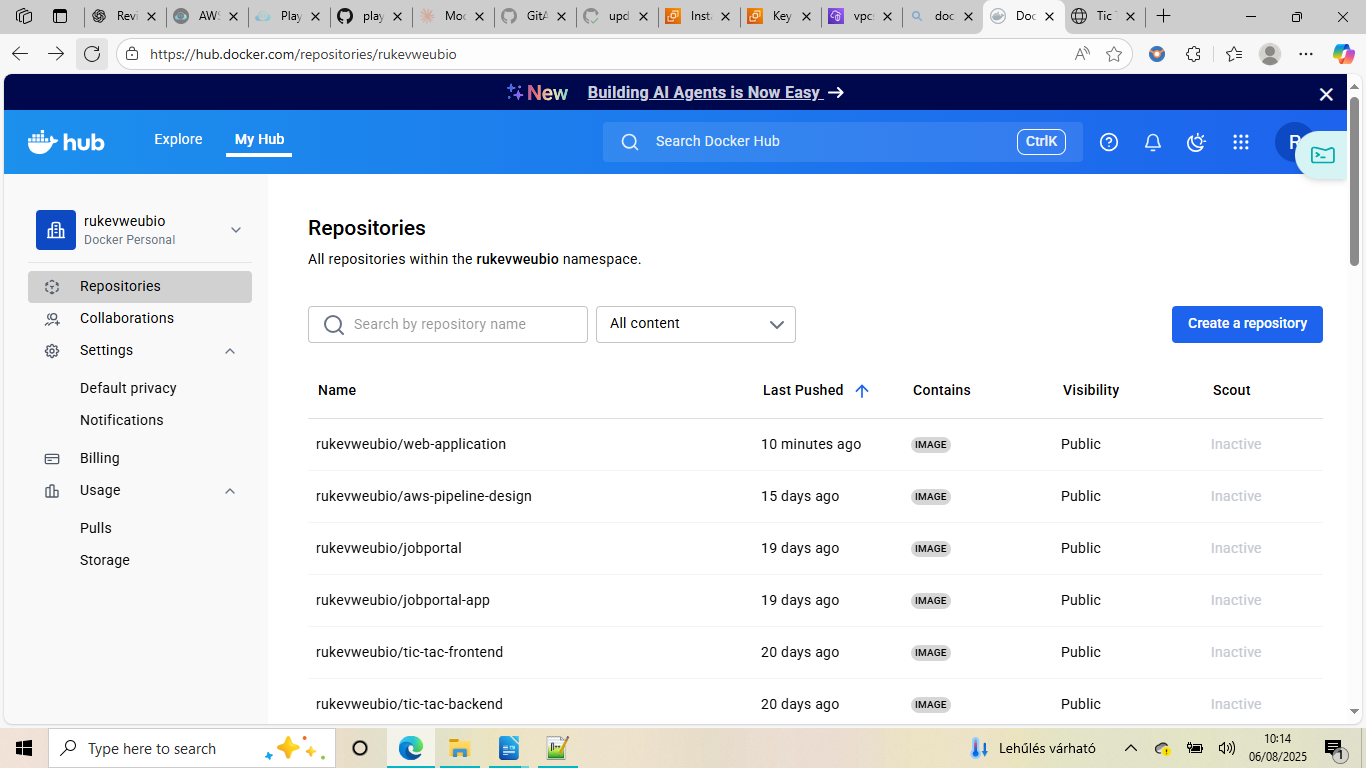 Revi
AWS
Play
play
Moc
GitA
upd
Insta
Key
vpcs
doc
Doc
Tic T
https://hub.docker.com/repositories/rukevweubio
New Building AI Agents is Now Easy →
hub Explore My Hub Search Docker Hub CtrlK R
rukevweubio
Docker Personal
Repositories
Collaborations
Settings
Default privacy
Notifications
Billing
Usage
Pulls
Storage
Repositories
All repositories within the rukevweubio namespace.
Search by repository name All content Create a repository
Name Last Pushed Contains Visibility Scout
rukevweubio/web-application 10 minutes ago IMAGE Public Inactive
rukevweubio/aws-pipeline-design 15 days ago IMAGE Public Inactive
rukevweubio/jobportal 19 days ago IMAGE Public Inactive
rukevweubio/jobportal-app 19 days ago IMAGE Public Inactive
rukevweubio/tic-tac-frontend 20 days ago IMAGE Public Inactive
rukevweubio/tic-tac-backend 20 days ago IMAGE Public Inactive
Type here to search Lehűlés várható 10:14
06/08/2025
1